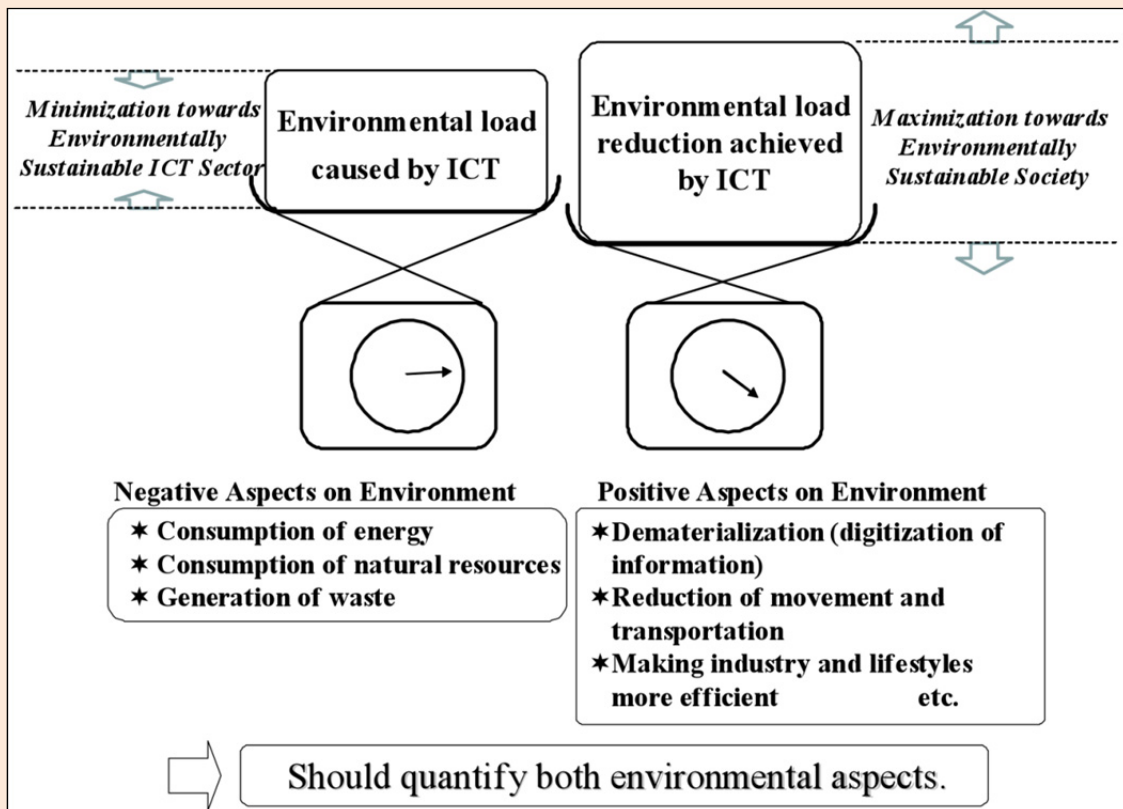 Minimization towards
Environmentally
Sustainable ICT Sector
Environmental load
caused by ICT
Environmental load
reduction achieved
by ICT
Maximization towards
Environmentally
Sustainable Society
Negative Aspects on Environment
✶ Consumption of energy
✶ Consumption of natural resources
✶ Generation of waste
Positive Aspects on Environment
✶Dematerialization (digitization of
information)
✶Reduction of movement and
transportation
✶Making industry and lifestyles
more efficient etc.
Should quantify both environmental aspects.